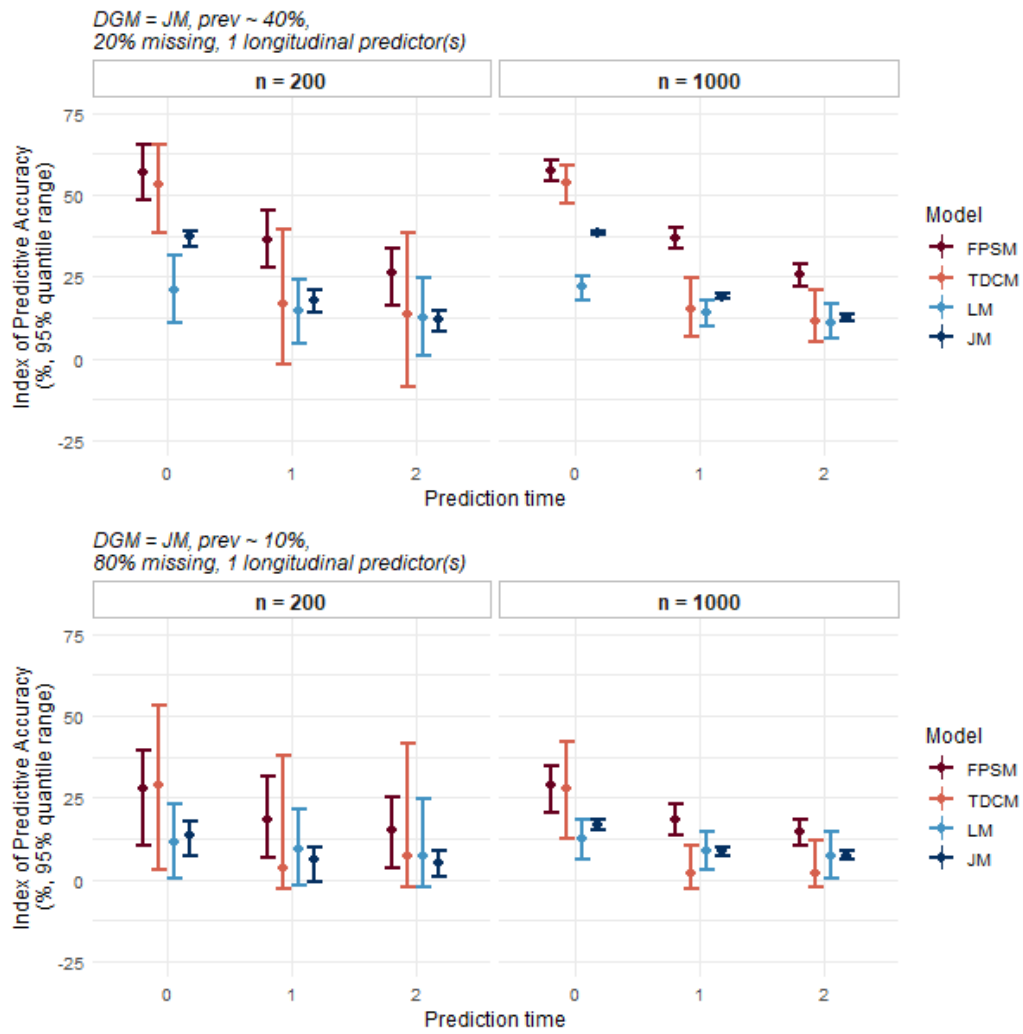 DGM = JM, prev ~ 40%,
20% missing, 1 longitudinal predictor(s)
n = 200
n = 1000
Index of Predictive Accuracy
(%, 95% quantile range)
75
50
25
0
-25
0
1
2
0
1
2
Prediction time
Model
FPSM
TDCM
LM
JM
DGM = JM, prev ~ 10%,
80% missing, 1 longitudinal predictor(s)
n = 200
n = 1000
Index of Predictive Accuracy
(%, 95% quantile range)
75
50
25
0
-25
0
1
2
0
1
2
Prediction time
Model
FPSM
TDCM
LM
JM